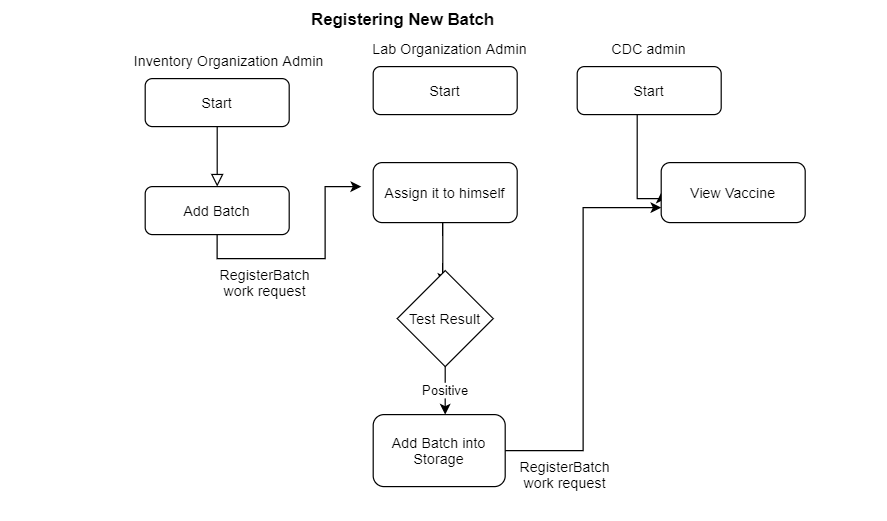 Registering New Batch
Inventory Organization Admin
Lab Organization Admin
CDC admin
Start
Start
Start
Add Batch
Assign it to himself
View Vaccine
RegisterBatch
work request
Test Result
Positive
Add Batch into
Storage
RegisterBatch
work request